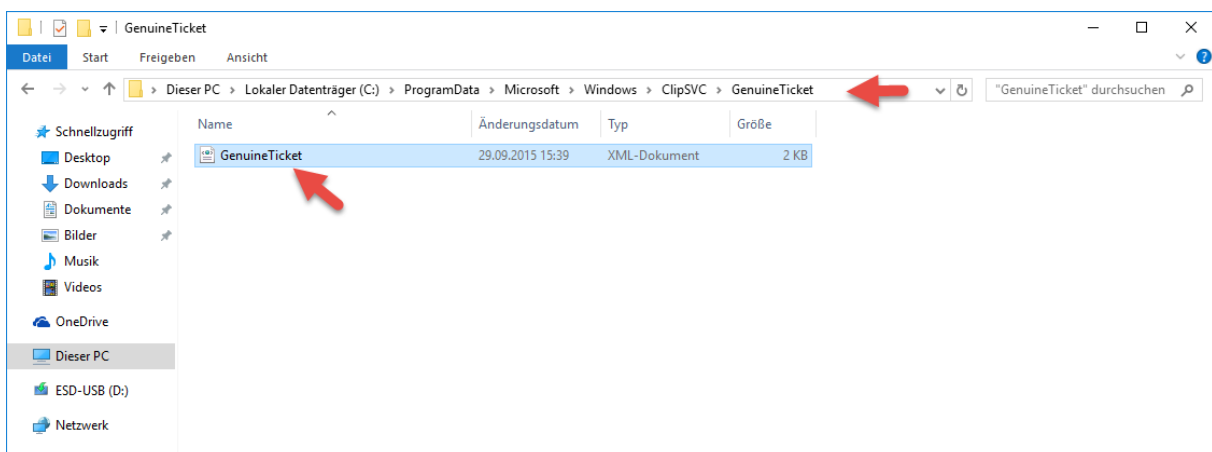 GenuineTicket
Datei Start Freigeben Ansicht
Dieser PC > Lokaler Datenträger (C:) > ProgramData > Microsoft > Windows > ClipSVC > GenuineTicket "GenuineTicket" durchsuchen
Name Änderungsdatum Typ Größe
GenuineTicket 29.09.2015 15:39 XML-Dokument 2 KB
Schnellzugriff
Desktop
Downloads
Dokumente
Bilder
Musik
Videos
OneDrive
Dieser PC
ESD-USB (D:)
Netzwerk